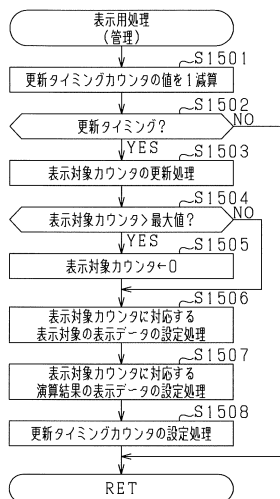 表示用処理
(管理)
S1501
更新タイミングカウンタの値を1減算
S1502
更新タイミング?
NO
YES
S1503
表示対象カウンタの更新処理
S1504
表示対象カウンタ>最大値?
NO
YES
S1505
表示対象カウンタ←0
S1506
表示対象カウンタに対応する
表示対象の表示データの設定処理
S1507
表示対象カウンタに対応する
演算結果の表示データの設定処理
S1508
更新タイミングカウンタの設定処理
RET